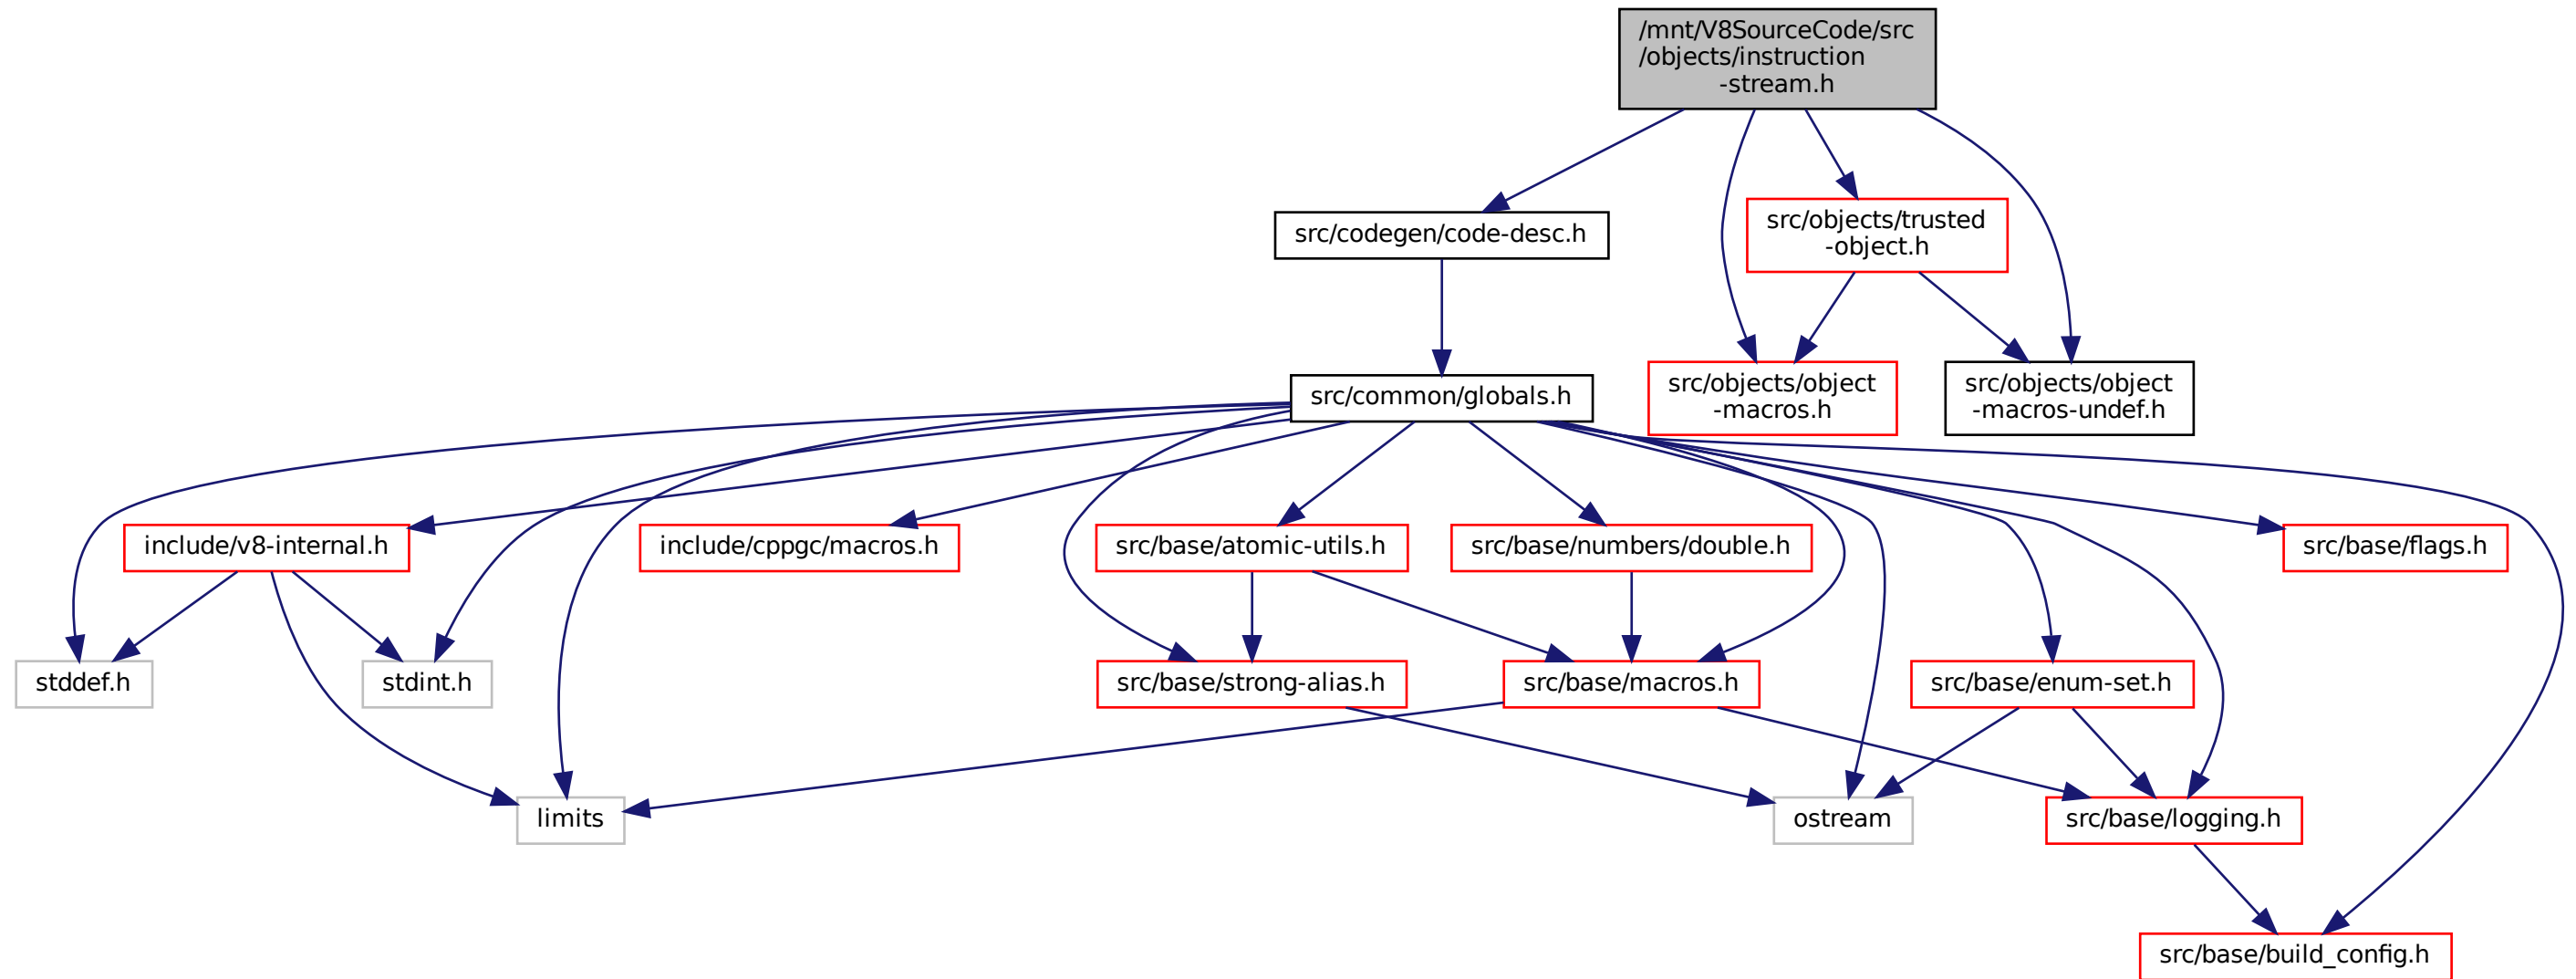 /mnt/V8SourceCode/src
/objects/instruction
-stream.h
src/codegen/code-desc.h
src/objects/trusted
-object.h
src/common/globals.h
src/objects/object
-macros.h
src/objects/object
-macros-undef.h
include/v8-internal.h
include/cppgc/macros.h
src/base/atomic-utils.h
src/base/numbers/double.h
src/base/flags.h
stddef.h
stdint.h
src/base/strong-alias.h
src/base/macros.h
src/base/enum-set.h
limits
ostream
src/base/logging.h
src/base/build_config.h